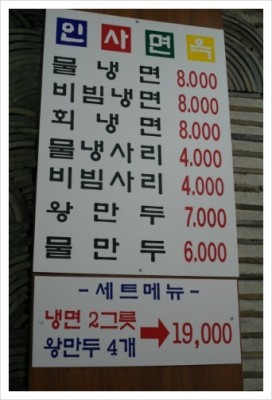 인사면옥
물냉면 8.000
비빔냉면 8.000
회냉면 8.000
물냉사리 4.000
비빔사리 4.000
왕만두 7.000
물만두 6.000
-세트메뉴-
냉면 2그릇
왕만두 4개 → 19,000